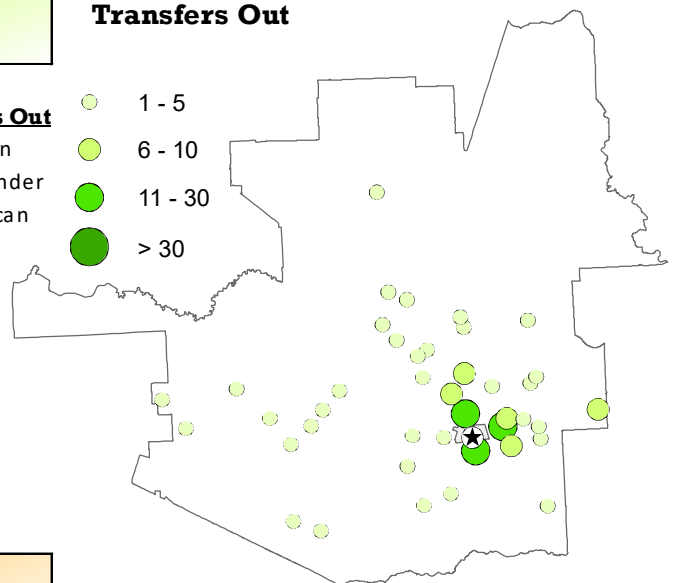 Transfers Out
s Out
n
nder
can
1 - 5
6 - 10
11 - 30
> 30